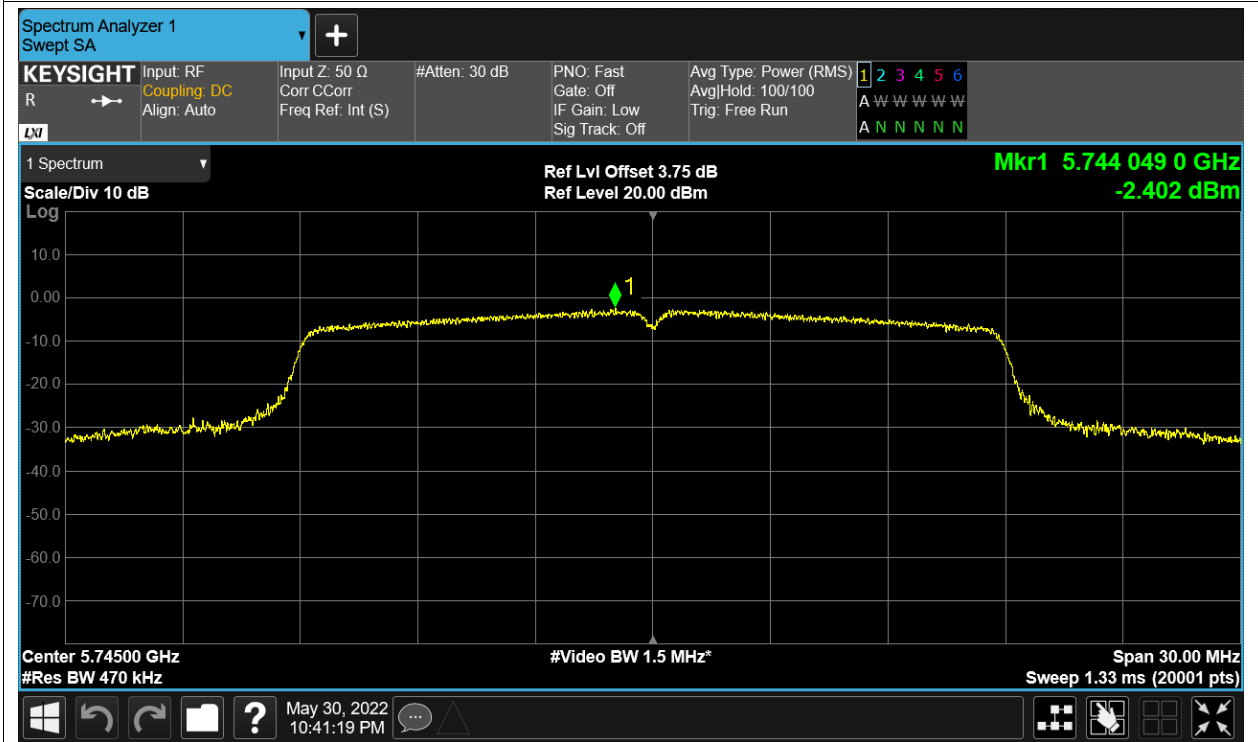 Spectrum Analyzer 1
Swept SA
+
KEYSIGHT
R
LXI
Input: RF
Coupling: DC
Align: Auto
Input Z: 50 Ω
Corr CCorr
Freq Ref: Int (S)
#Atten: 30 dB
PNO: Fast
Gate: Off
IF Gain: Low
Sig Track: Off
Avg Type: Power (RMS)
Avg|Hold: 100/100
Trig: Free Run
1 2 3 4 5 6
A W W W W W
A N N N N N
1 Spectrum
Scale/Div 10 dB
Log
Ref Lvl Offset 3.75 dB
Ref Level 20.00 dBm
Mkr1 5.744 049 0 GHz
-2.402 dBm
10.0
0.00
-10.0
-20.0
-30.0
-40.0
-50.0
-60.0
-70.0
1
Center 5.74500 GHz
#Res BW 470 kHz
#Video BW 1.5 MHz*
Span 30.00 MHz
Sweep 1.33 ms (20001 pts)
?
May 30, 2022
10:41:19 PM